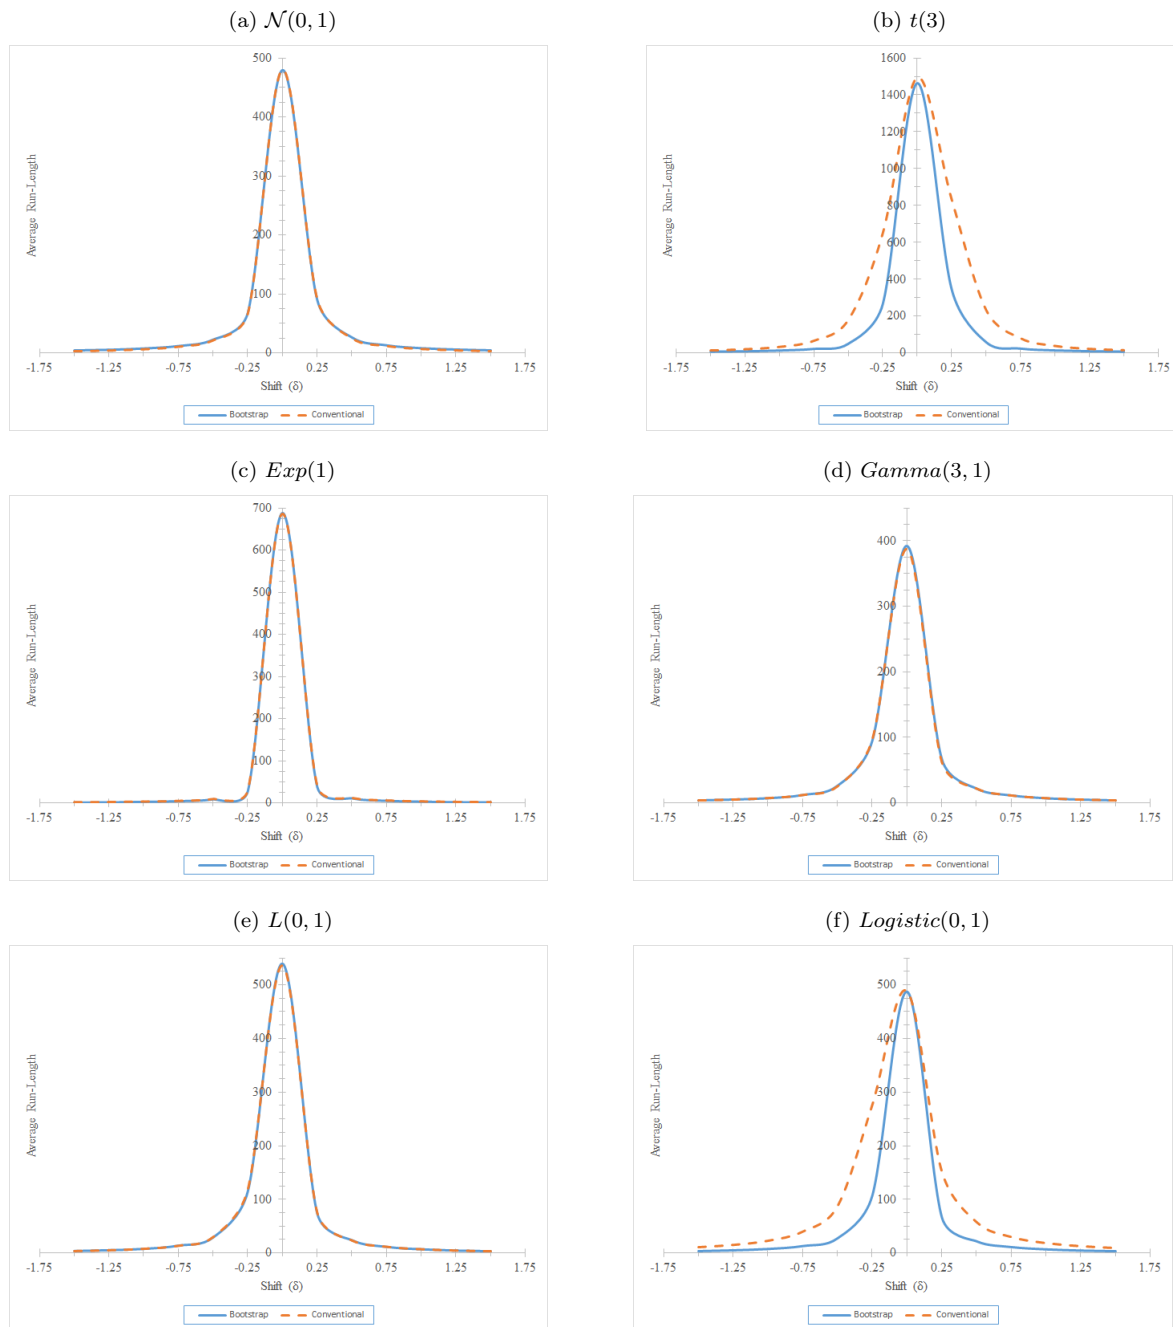 (a) 𝒩(0, 1)
500
400
300
200
100
0
-1.75 -1.25 -0.75 -0.25 0.25 0.75 1.25 1.75
Average Run-Length
Shift (δ)
Bootstrap Conventional
(b) t(3)
1600
1400
1200
1000
800
600
400
200
0
-1.75 -1.25 -0.75 -0.25 0.25 0.75 1.25 1.75
Average Run-Length
Shift (δ)
Bootstrap Conventional
(c) Exp(1)
700
600
500
400
300
200
100
0
-1.75 -1.25 -0.75 -0.25 0.25 0.75 1.25 1.75
Average Run-Length
Shift (δ)
Bootstrap Conventional
(d) Gamma(3, 1)
400
300
200
100
0
-1.75 -1.25 -0.75 -0.25 0.25 0.75 1.25 1.75
Average Run-Length
Shift (δ)
Bootstrap Conventional
(e) L(0, 1)
500
400
300
200
100
0
-1.75 -1.25 -0.75 -0.25 0.25 0.75 1.25 1.75
Average Run-Length
Shift (δ)
Bootstrap Conventional
(f) Logistic(0, 1)
500
400
300
200
100
0
-1.75 -1.25 -0.75 -0.25 0.25 0.75 1.25 1.75
Average Run-Length
Shift (δ)
Bootstrap Conventional